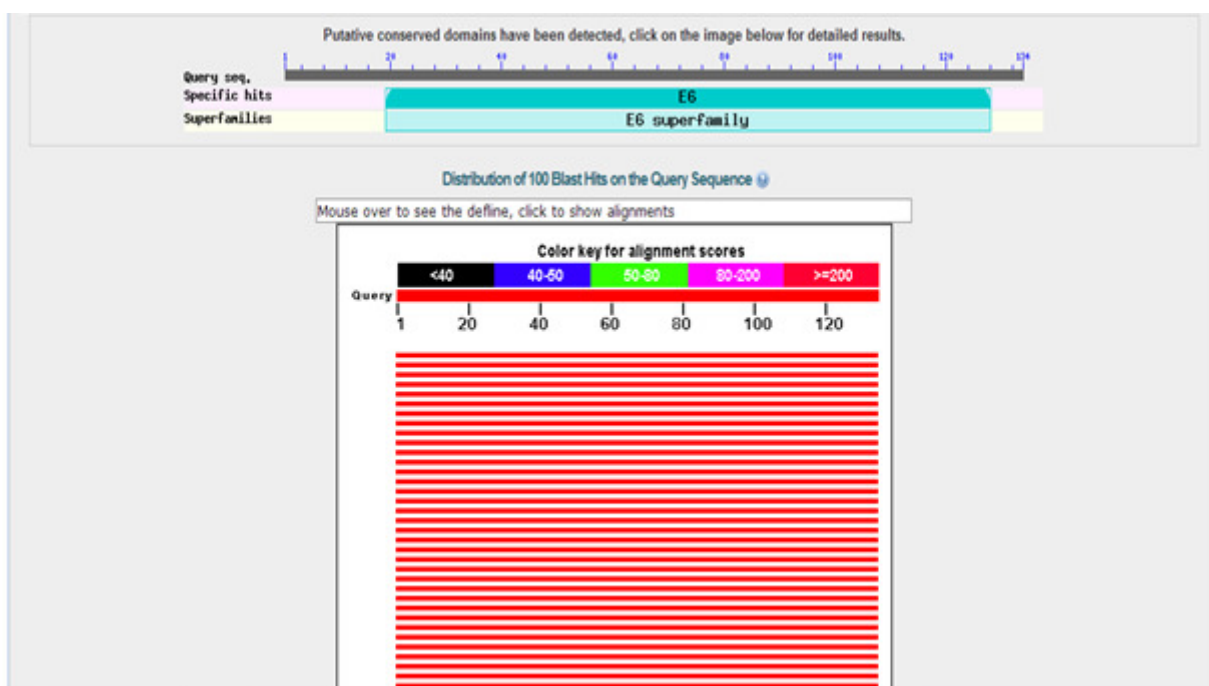 Putative conserved domains have been detected, click on the image below for detailed results.
1 20 40 60 80 100 120 134
Query seq.
Specific hits E6
Superfamilies E6 superfamily
Distribution of 100 Blast Hits on the Query Sequence
Mouse over to see the defline, click to show alignments
Color key for alignment scores
<40 40-50 50-80 80-200 >=200
Query
1 20 40 60 80 100 120